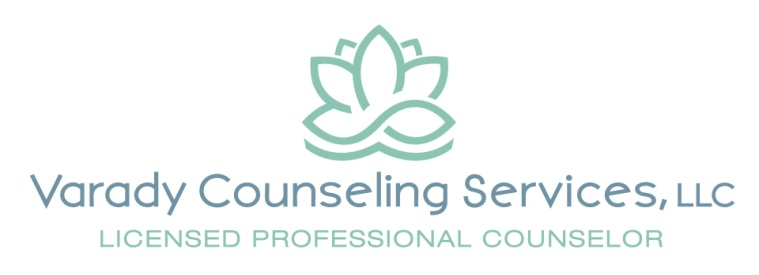 Varady Counseling Services, LLC
LICENSED PROFESSIONAL COUNSELOR